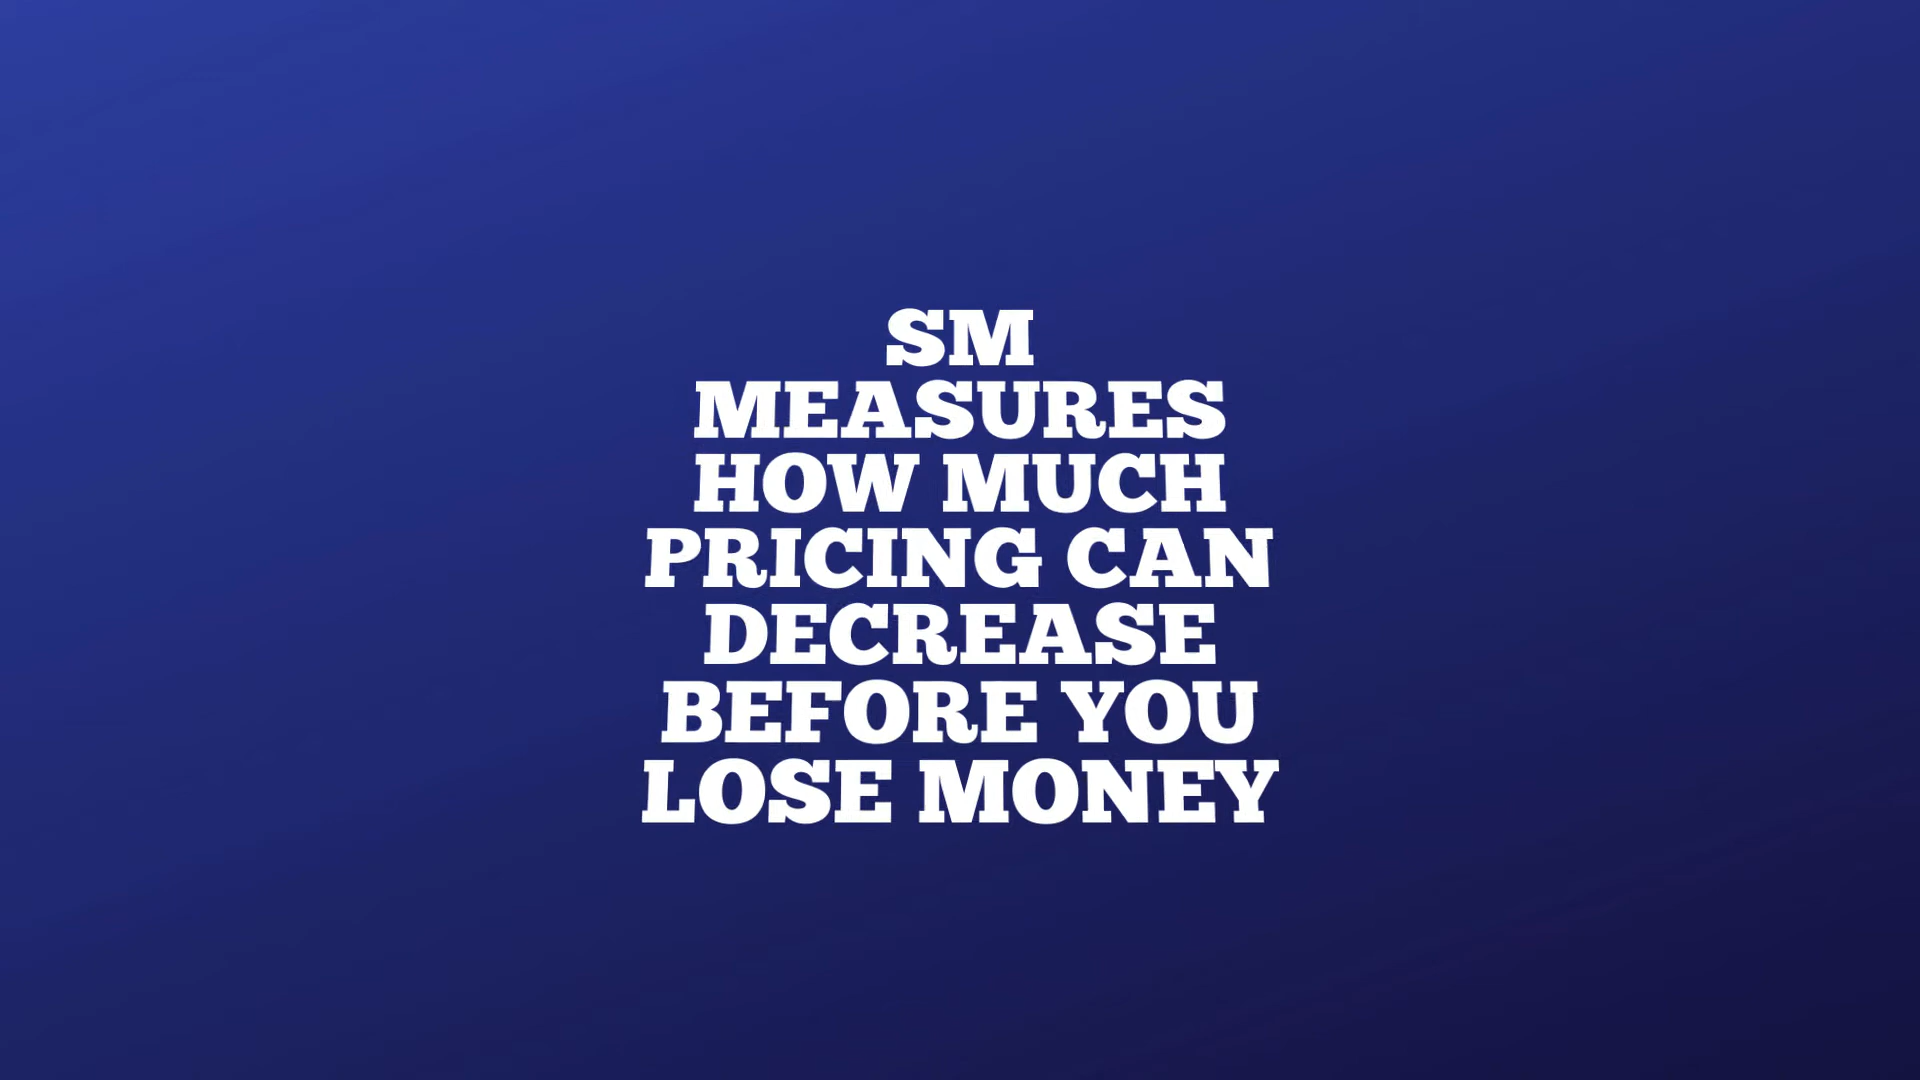 SM
MEASURES
HOW MUCH
PRICING CAN
DECREASE
BEFORE YOU
LOSE MONEY